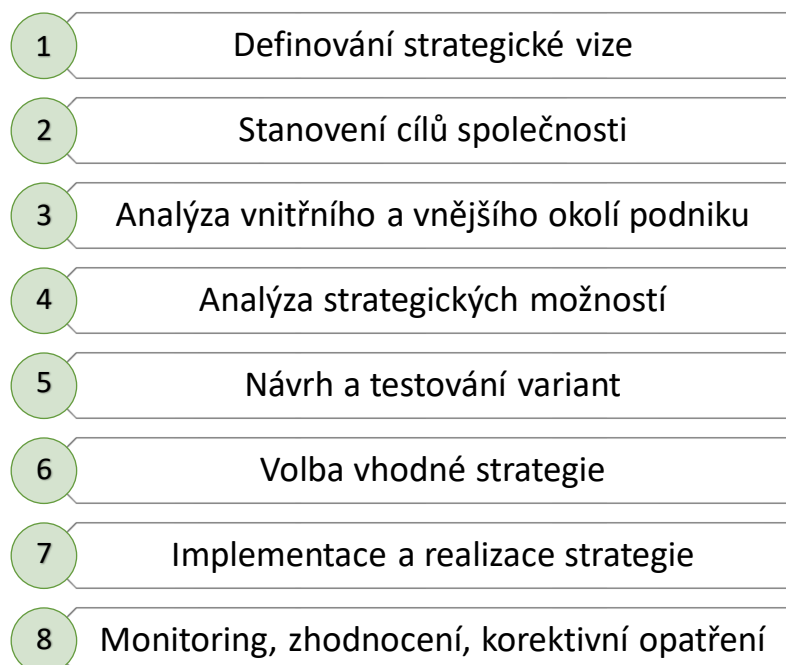 1 Definování strategické vize
2 Stanovení cílů společnosti
3 Analýza vnitřního a vnějšího okolí podniku
4 Analýza strategických možností
5 Návrh a testování variant
6 Volba vhodné strategie
7 Implementace a realizace strategie
8 Monitoring, zhodnocení, korektivní opatření